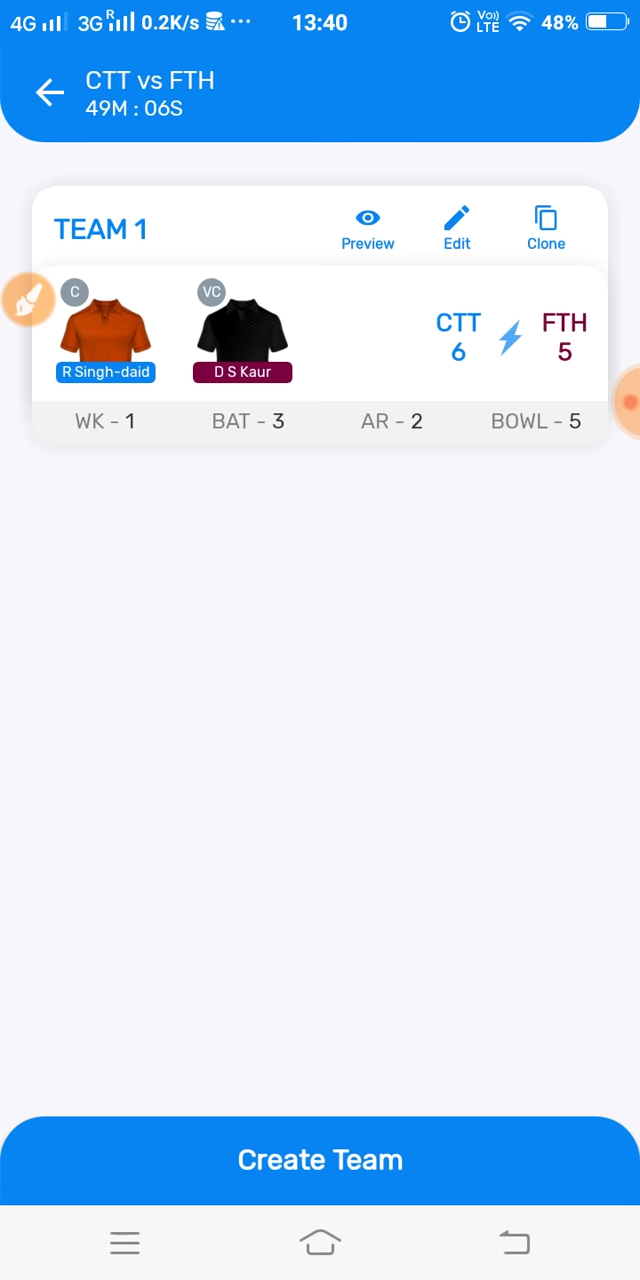 4G 3G R 0.2K/s ... 13:40 Vo) LTE 48%
CTT vs FTH
49M : 06S
TEAM 1
Preview Edit Clone
C VC
CTT FTH
6 5
R Singh-daid D S Kaur
WK - 1 BAT - 3 AR - 2 BOWL - 5
Create Team